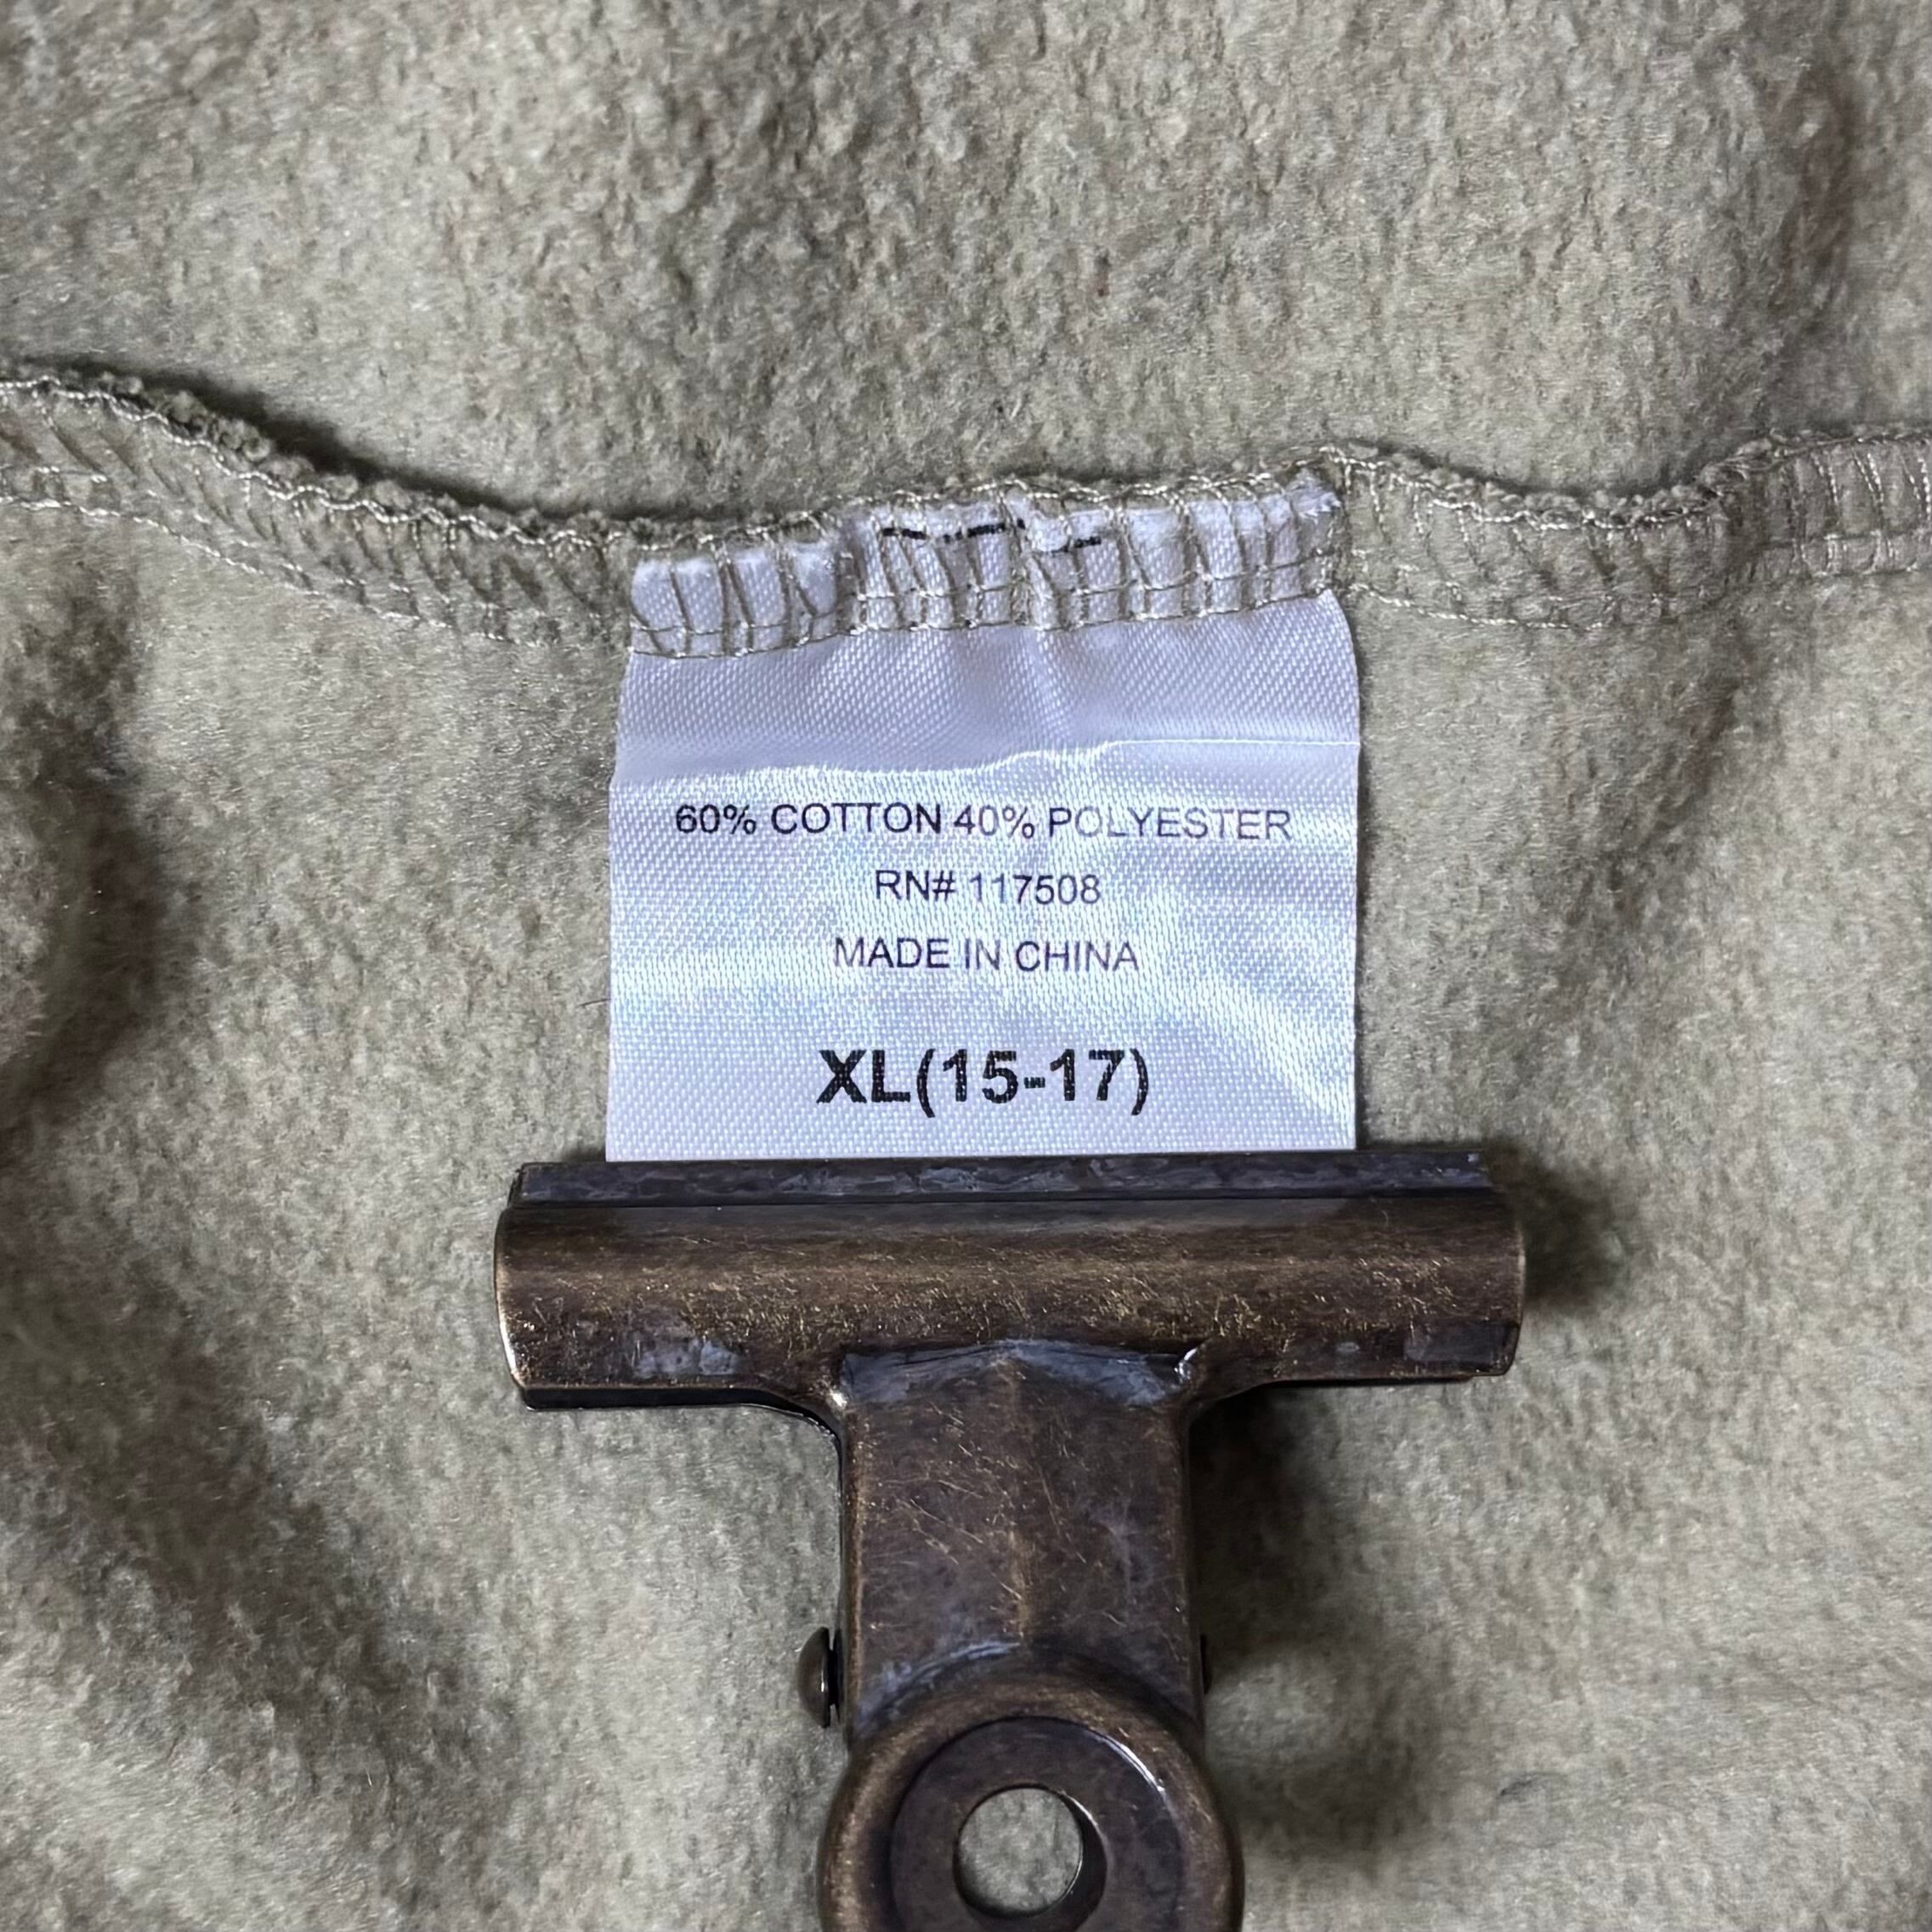 60% COTTON 40% POLYESTER
RN# 117508
MADE IN CHINA
XL(15-17)